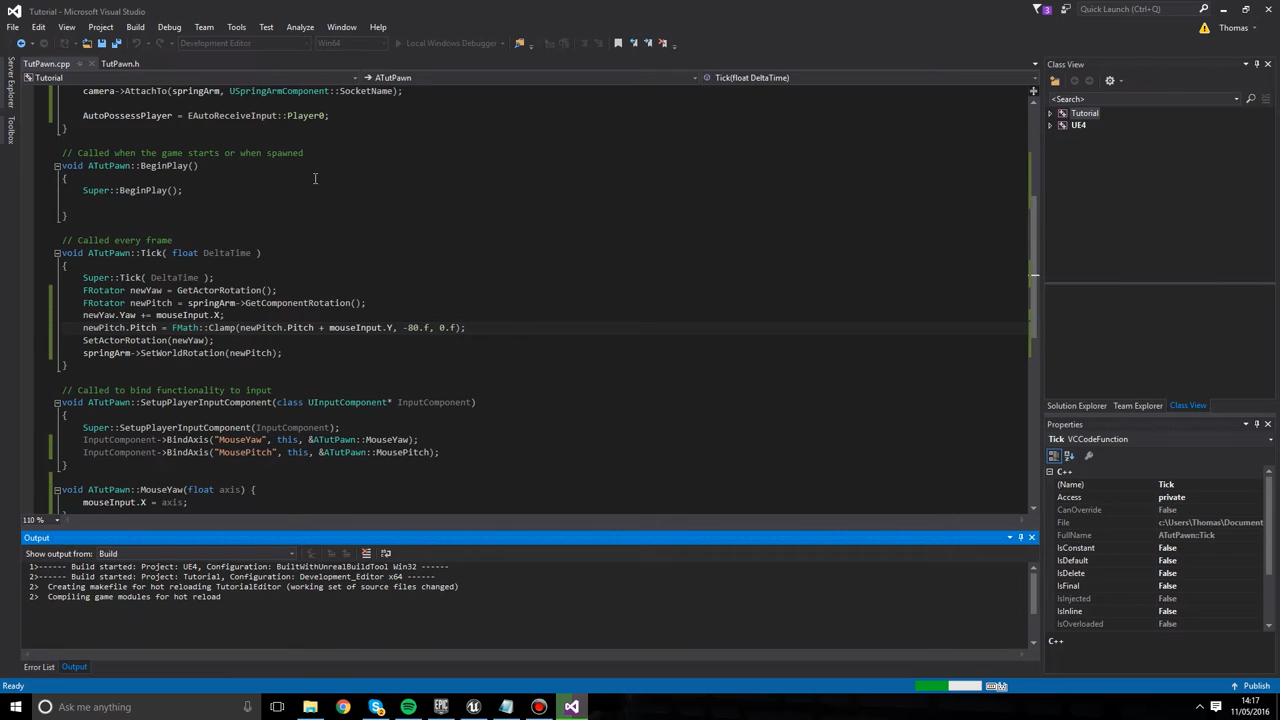 Tutorial - Microsoft Visual Studio
3
Quick Launch (Ctrl+Q)
File Edit View Project Build Debug Team Tools Test Analyze Window Help
Thomas
Development Editor Win64 Local Windows Debugger
TutPawn.cpp TutPawn.h
Class View
Tutorial ATutPawn Tick(float DeltaTime)
Server Explorer
Toolbox
camera->AttachTo(springArm, USpringArmComponent::SocketName);
AutoPossessPlayer = EAutoReceiveInput::Player0;
}
// Called when the game starts or when spawned
void ATutPawn::BeginPlay()
{
Super::BeginPlay();
}
// Called every frame
void ATutPawn::Tick( float DeltaTime )
{
Super::Tick( DeltaTime );
FRotator newYaw = GetActorRotation();
FRotator newPitch = springArm->GetComponentRotation();
newYaw.Yaw += mouseInput.X;
newPitch.Pitch = FMath::Clamp(newPitch.Pitch + mouseInput.Y, -80.f, 0.f);
SetActorRotation(newYaw);
springArm->SetWorldRotation(newPitch);
}
// Called to bind functionality to input
void ATutPawn::SetupPlayerInputComponent(class UInputComponent* InputComponent)
{
Super::SetupPlayerInputComponent(InputComponent);
InputComponent->BindAxis("MouseYaw", this, &ATutPawn::MouseYaw);
InputComponent->BindAxis("MousePitch", this, &ATutPawn::MousePitch);
}
void ATutPawn::MouseYaw(float axis) {
mouseInput.X = axis;
110 %
<Search>
Tutorial
UE4
Solution Explorer Team Explorer Class View
Properties
Tick VCCodeFunction
C++
(Name) Tick
Access private
CanOverride False
File c:\Users\Thomas\Document
FullName ATutPawn::Tick
IsConstant False
IsDefault False
IsDelete False
IsFinal False
IsInjected False
IsInline False
IsOverloaded False
C++
Output
Show output from: Build
1>------ Build started: Project: UE4, Configuration: BuiltWithUnrealBuildTool Win32 ------
2>------ Build started: Project: Tutorial, Configuration: Development_Editor x64 ------
2> Creating makefile for hot reloading TutorialEditor (working set of source files changed)
2> Compiling game modules for hot reload
Error List Output
Ready
Publish
Ask me anything
14:17
11/05/2016